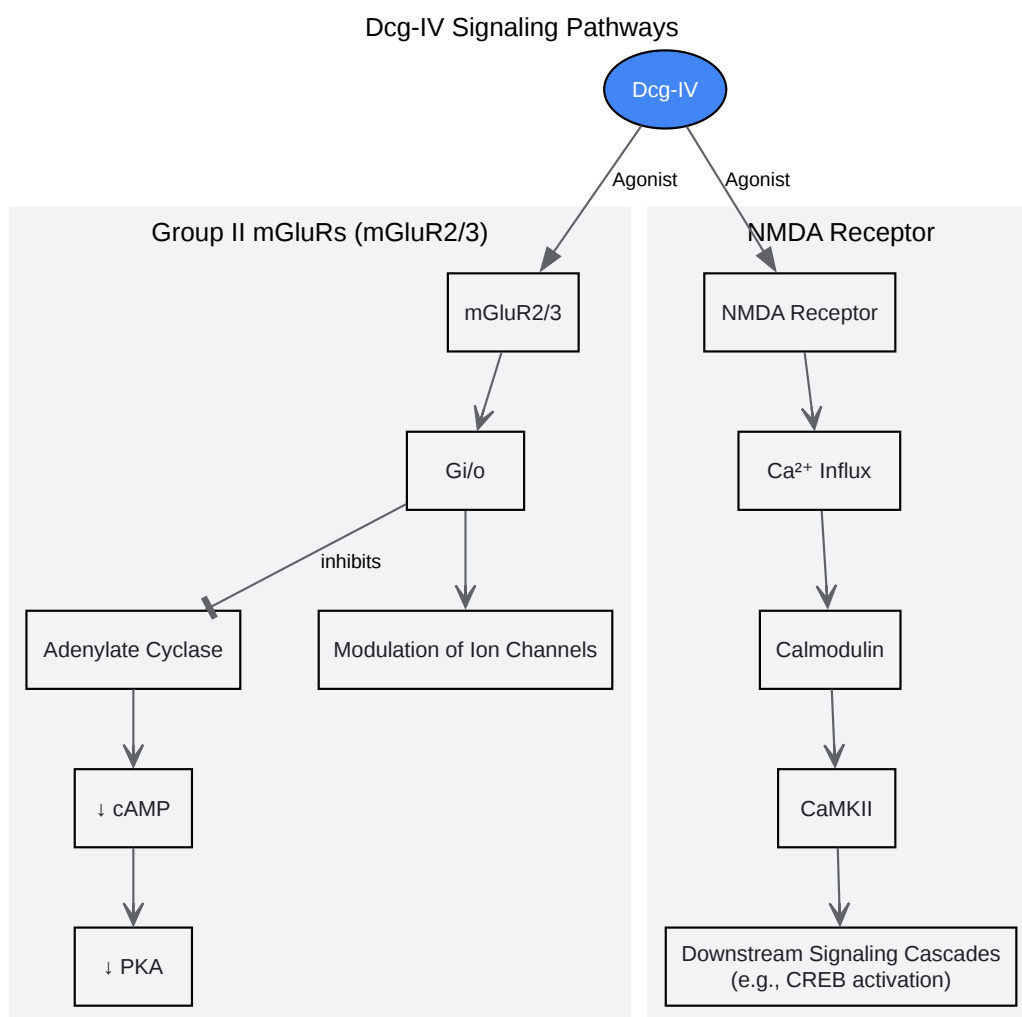 Dcg-IV Signaling Pathways
Dcg-IV
Agonist
Agonist
Group II mGluRs (mGluR2/3)
NMDA Receptor
mGluR2/3
NMDA Receptor
Gi/o
Ca²⁺ Influx
inhibits
Adenylate Cyclase
Modulation of Ion Channels
Calmodulin
↓ cAMP
CaMKII
↓ PKA
Downstream Signaling Cascades
(e.g., CREB activation)